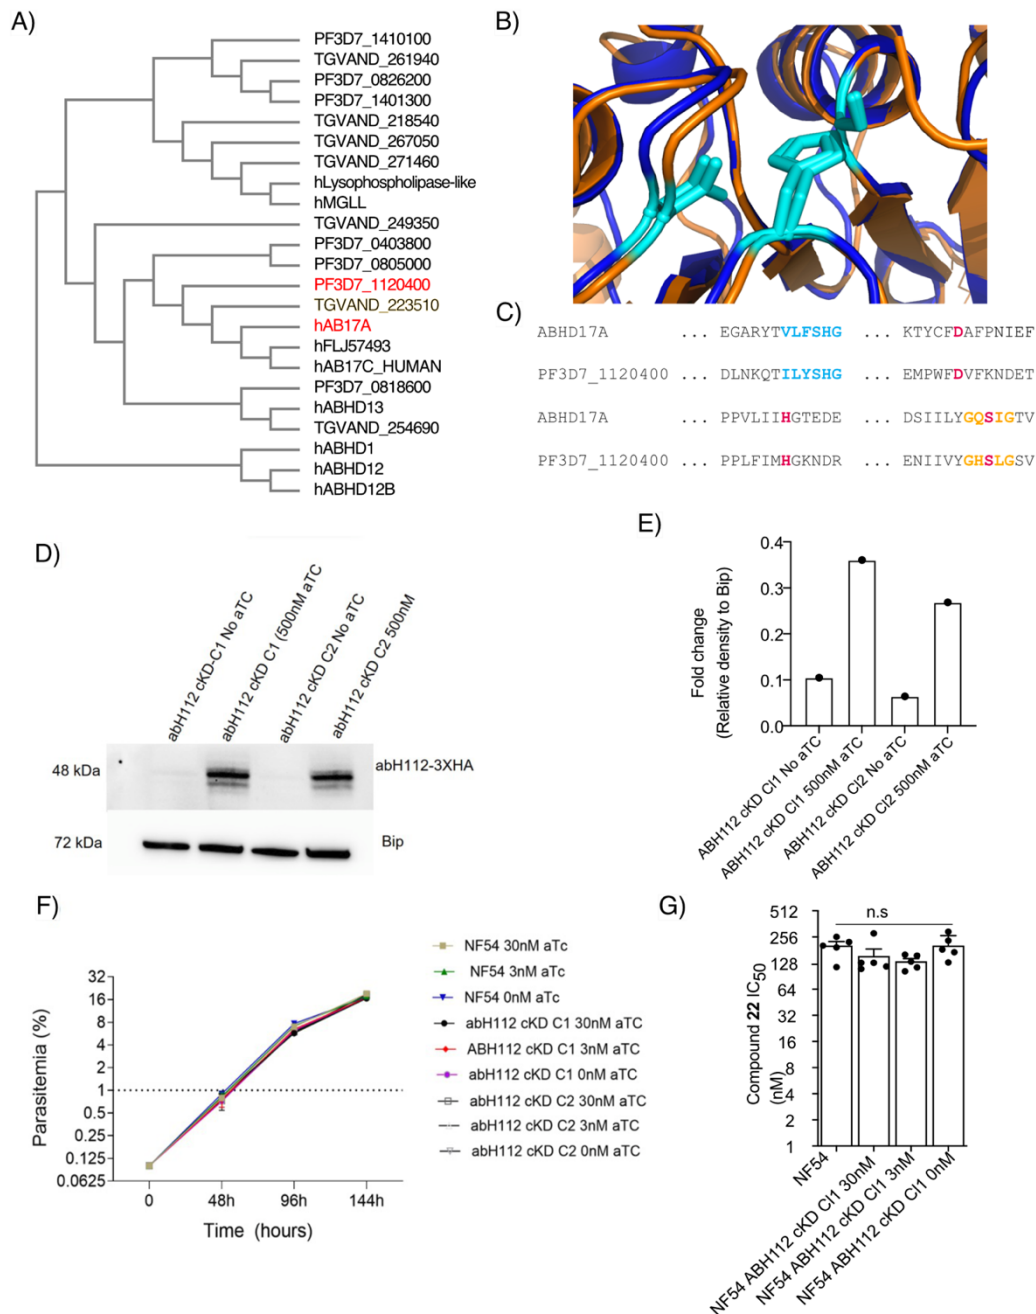 A)
PF3D7_1410100
TGVAND_261940
PF3D7_0826200
PF3D7_1401300
TGVAND_218540
TGVAND_267050
TGVAND_271460
hLysophospholipase-like
hMGLL
TGVAND_249350
PF3D7_0403800
PF3D7_0805000
PF3D7_1120400
TGVAND_223510
hAB17A
hFLJ57493
hAB17C_HUMAN
PF3D7_0818600
hABHD13
TGVAND_254690
hABHD1
hABHD12
hABHD12B
B)
C)
ABHD17A ... EGARYTVLFSHG ... KTYCFDAFPNIEF
PF3D7_1120400 ... DLNKQTILYSHG ... EMPWFDVFKNDET
ABHD17A ... PPVLIIHGTEDE ... DSIILYGQSIGTV
PF3D7_1120400 ... PPLFIMHGKNDR ... ENIIVYGHSLGSV
D)
abH112 cKD-C1 No aTC
abH112 cKD C1 (500nM aTC
abH112 cKD C2 No aTC
abH112 cKD C2 500nM
48 kDa
abH112-3XHA
72 kDa
Bip
E)
Fold change
(Relative density to Bip)
0.4
0.3
0.2
0.1
0.0
ABH112 cKD Cl1 No aTC
ABH112 cKD Cl1 500nM aTC
ABH112 cKD Cl2 No aTC
ABH112 cKD Cl2 500nM aTC
F)
Parasitemia (%)
32
16
8
4
2
1
0.5
0.25
0.125
0.0625
0
48h
96h
144h
Time (hours)
NF54 30nM aTc
NF54 3nM aTc
NF54 0nM aTc
abH112 cKD C1 30nM aTC
ABH112 cKD C1 3nM aTC
abH112 cKD C1 0nM aTC
abH112 cKD C2 30nM aTC
abH112 cKD C2 3nM aTC
abH112 cKD C2 0nM aTC
G)
n.s
Compound 22 IC50
(nM)
512
256
128
64
32
16
8
4
2
1
NF54
NF54 ABH112 cKD Cl1 30nM
NF54 ABH112 cKD Cl1 3nM
NF54 ABH112 cKD Cl1 0nM